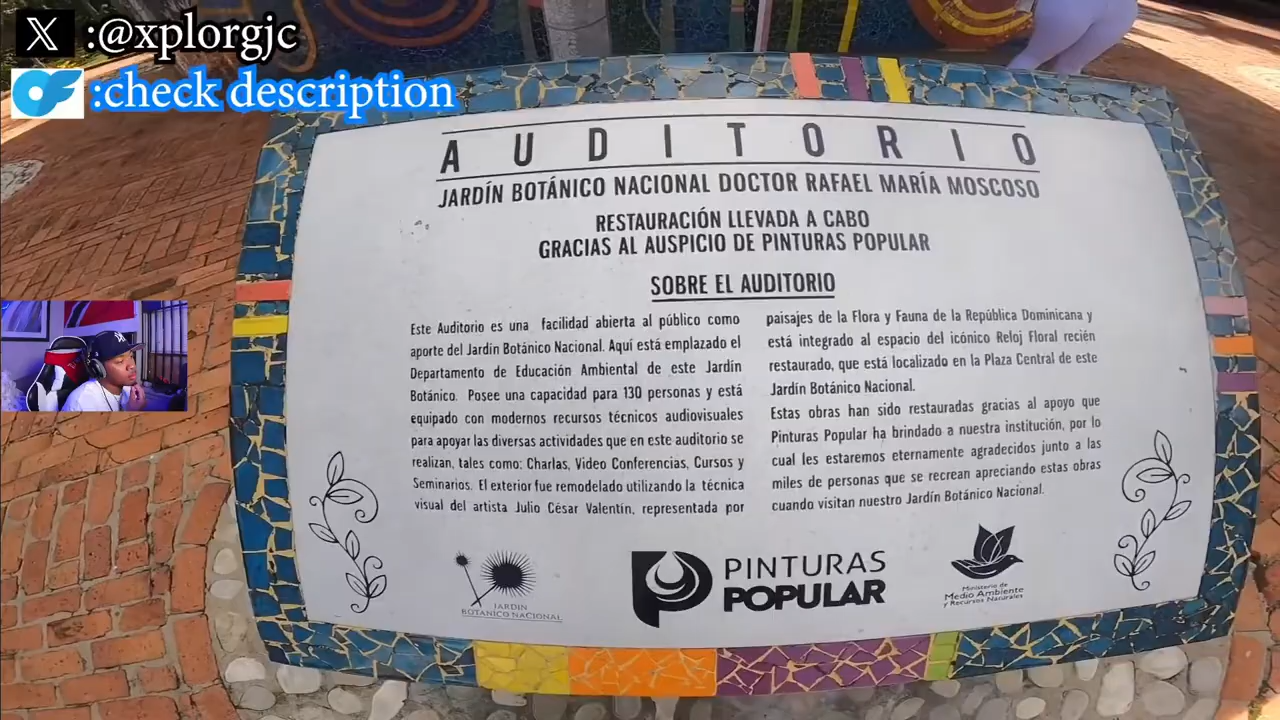 X :@xplorgjc
:check description
AUDITORIO
JARDÍN BOTÁNICO NACIONAL DOCTOR RAFAEL MARÍA MOSCOSO
RESTAURACIÓN LLEVADA A CABO
GRACIAS AL AUSPICIO DE PINTURAS POPULAR
SOBRE EL AUDITORIO
Este Auditorio es una facilidad abierta al público como
aporte del Jardín Botánico Nacional. Aquí está emplazado el
Departamento de Educación Ambiental de este Jardín
Botánico. Posee una capacidad para 130 personas y está
equipado con modernos recursos técnicos audiovisuales
para apoyar las diversas actividades que en este auditorio se
realizan, tales como: Charlas, Video Conferencias, Cursos y
Seminarios. El exterior fue remodelado utilizando la técnica
visual del artista Julio César Valentín, representada por
paisajes de la Flora y Fauna de la República Dominicana y
está integrado al espacio del icónico Reloj Floral recién
restaurado, que está localizado en la Plaza Central de este
Jardín Botánico Nacional.
Estas obras han sido restauradas gracias al apoyo que
Pinturas Popular ha brindado a nuestra institución, por lo
cual les estaremos eternamente agradecidos junto a las
miles de personas que se recrean apreciando estas obras
cuando visitan nuestro Jardín Botánico Nacional.
JARDIN
BOTANICO NACIONAL
PINTURAS
POPULAR
Ministerio de
Medio Ambiente
y Recursos Naturales